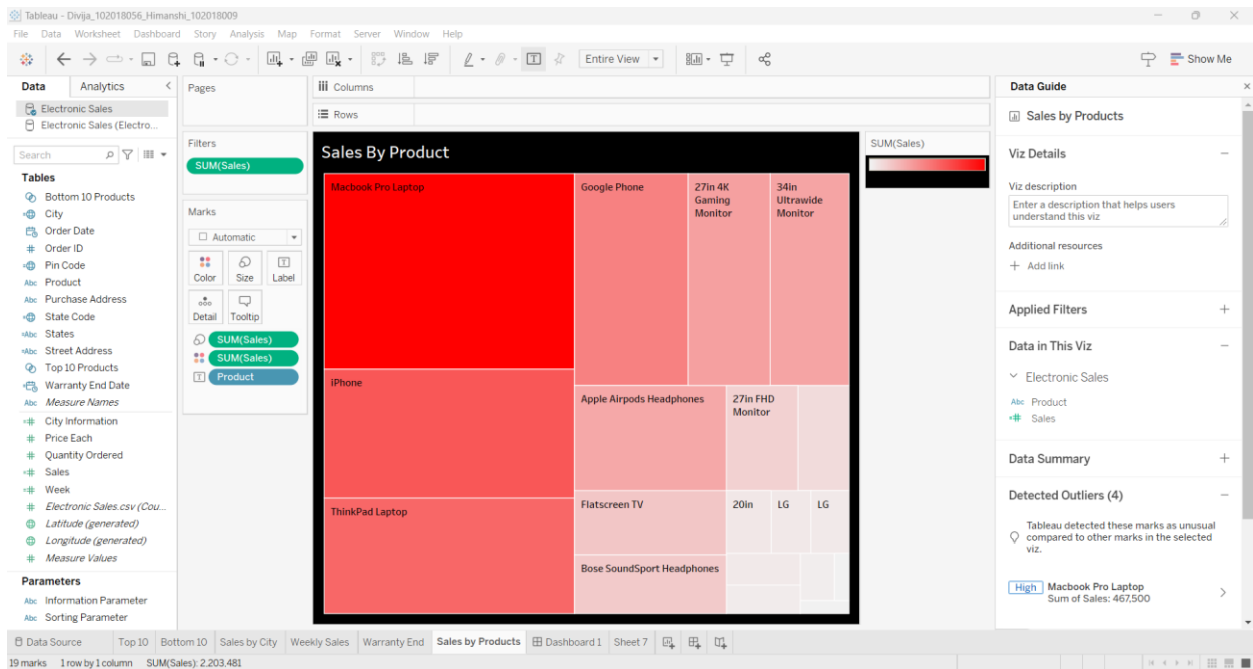 Tableau - Divija_102018056_Himanshi_102018009
File Data Worksheet Dashboard Story Analysis Map Format Server Window Help
Entire View
Show Me
Data Analytics
Electronic Sales
Electronic Sales (Electro...
Search
Tables
Bottom 10 Products
City
Order Date
Order ID
Pin Code
Abc Product
Abc Purchase Address
State Code
=Abc States
=Abc Street Address
Top 10 Products
Warranty End Date
Abc Measure Names
=# City Information
# Price Each
# Quantity Ordered
=# Sales
=# Week
# Electronic Sales.csv (Cou...
Latitude (generated)
Longitude (generated)
# Measure Values
Parameters
Abc Information Parameter
Abc Sorting Parameter
Pages
Filters
SUM(Sales)
Marks
Automatic
Color Size Label
Detail Tooltip
SUM(Sales)
SUM(Sales)
Product
Columns
Rows
Sales By Product
Macbook Pro Laptop
iPhone
ThinkPad Laptop
Google Phone
27in 4K
Gaming
Monitor
34in
Ultrawide
Monitor
Apple Airpods Headphones
27in FHD
Monitor
Flatscreen TV
20in
LG
LG
Bose SoundSport Headphones
SUM(Sales)
Data Guide
Sales by Products
Viz Details
Viz description
Enter a description that helps users
understand this viz
Additional resources
Add link
Applied Filters
Data in This Viz
Electronic Sales
Abc Product
=# Sales
Data Summary
Detected Outliers (4)
Tableau detected these marks as unusual
compared to other marks in the selected
viz.
High Macbook Pro Laptop
Sum of Sales: 467,500
Data Source Top 10 Bottom 10 Sales by City Weekly Sales Warranty End Sales by Products Dashboard 1 Sheet 7
19 marks 1 row by 1 column SUM(Sales): 2,203,481